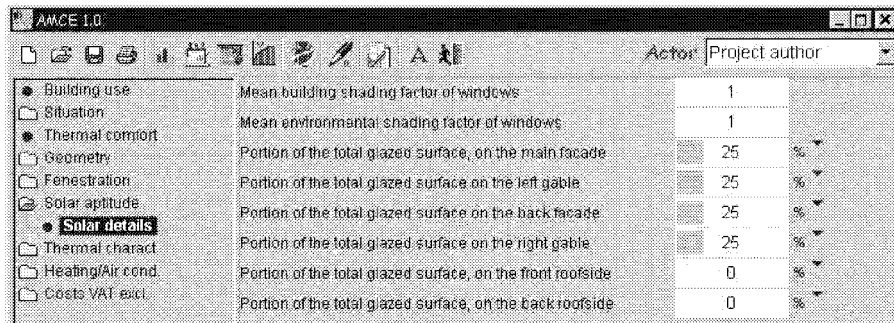 AMCE 1.0
Actor Project author
Building use
Situation
Thermal comfort
Geometry
Fenestration
Solar aptitude
Solar details
Thermal charact.
Heating/Air cond.
Costs VAT excl.
Mean building shading factor of windows 1
Mean environmental shading factor of windows 1
Portion of the total glazed surface, on the main facade 25 %
Portion of the total glazed surface on the left gable 25 %
Portion of the total glazed surface on the back facade 25 %
Portion of the total glazed surface, on the right gable 25 %
Portion of the total glazed surface, on the front roofside 0 %
Portion of the total glazed surface, on the back roofside 0 %